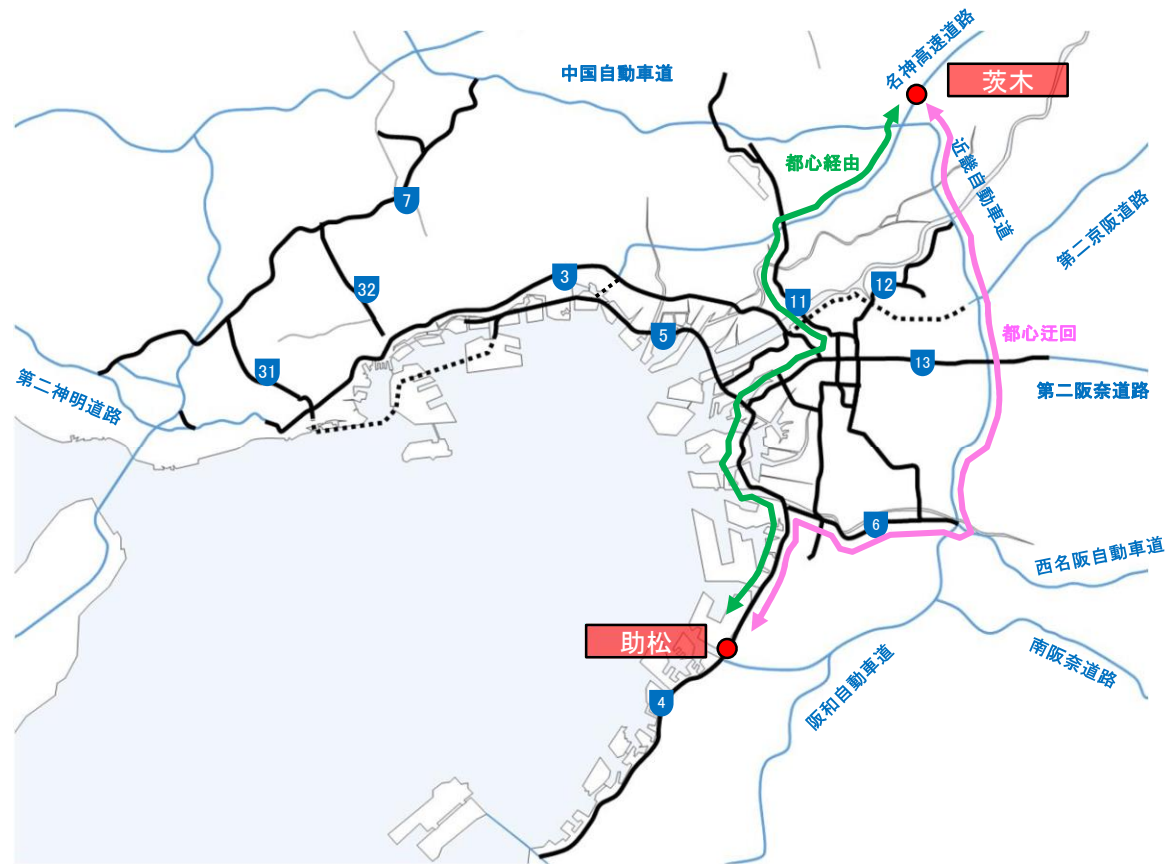 名神高速道路
中国自動車道
茨木
都心経由
近畿自動車道
7
第二京阪道路
3
12
32
11
都心迂回
5
13
31
第二神明道路
第二阪奈道路
6
西名阪自動車道
助松
南阪奈道路
阪和自動車道
4